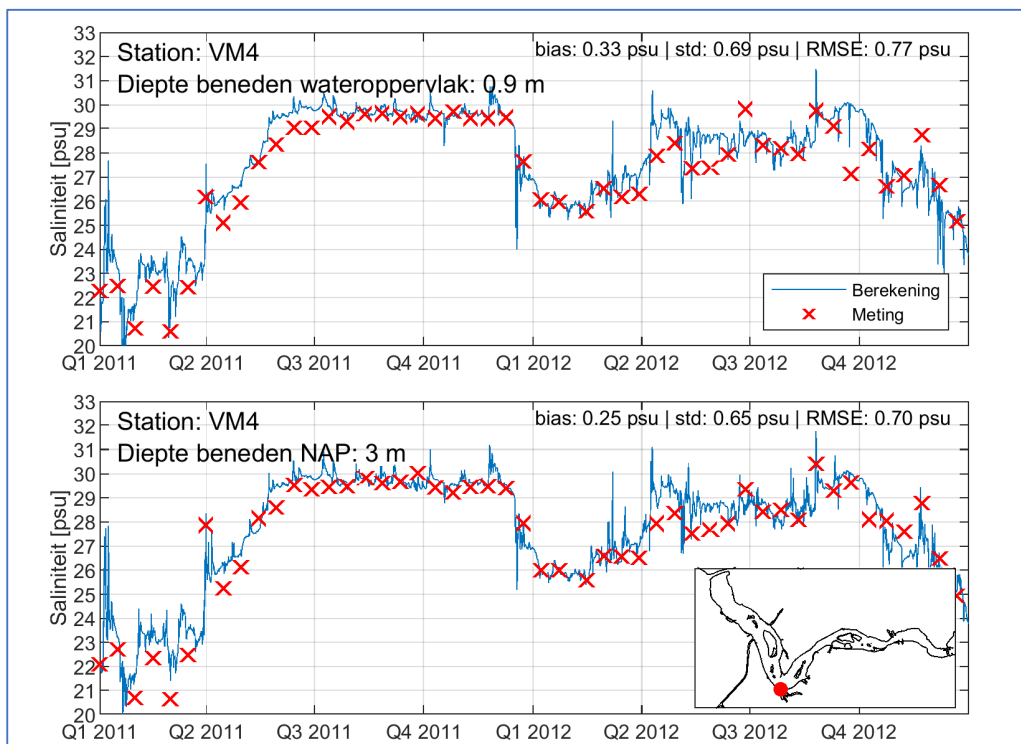 33
32
31
30
29
28
27
26
25
24
23
22
21
20
Saliniteit [psu]
Station: VM4
Diepte beneden wateroppervlak: 0.9 m
bias: 0.33 psu | std: 0.69 psu | RMSE: 0.77 psu
Berekening
Meting
Q1 2011 Q2 2011 Q3 2011 Q4 2011 Q1 2012 Q2 2012 Q3 2012 Q4 2012
33
32
31
30
29
28
27
26
25
24
23
22
21
20
Saliniteit [psu]
Station: VM4
Diepte beneden NAP: 3 m
bias: 0.25 psu | std: 0.65 psu | RMSE: 0.70 psu
Q1 2011 Q2 2011 Q3 2011 Q4 2011 Q1 2012 Q2 2012 Q3 2012 Q4 2012